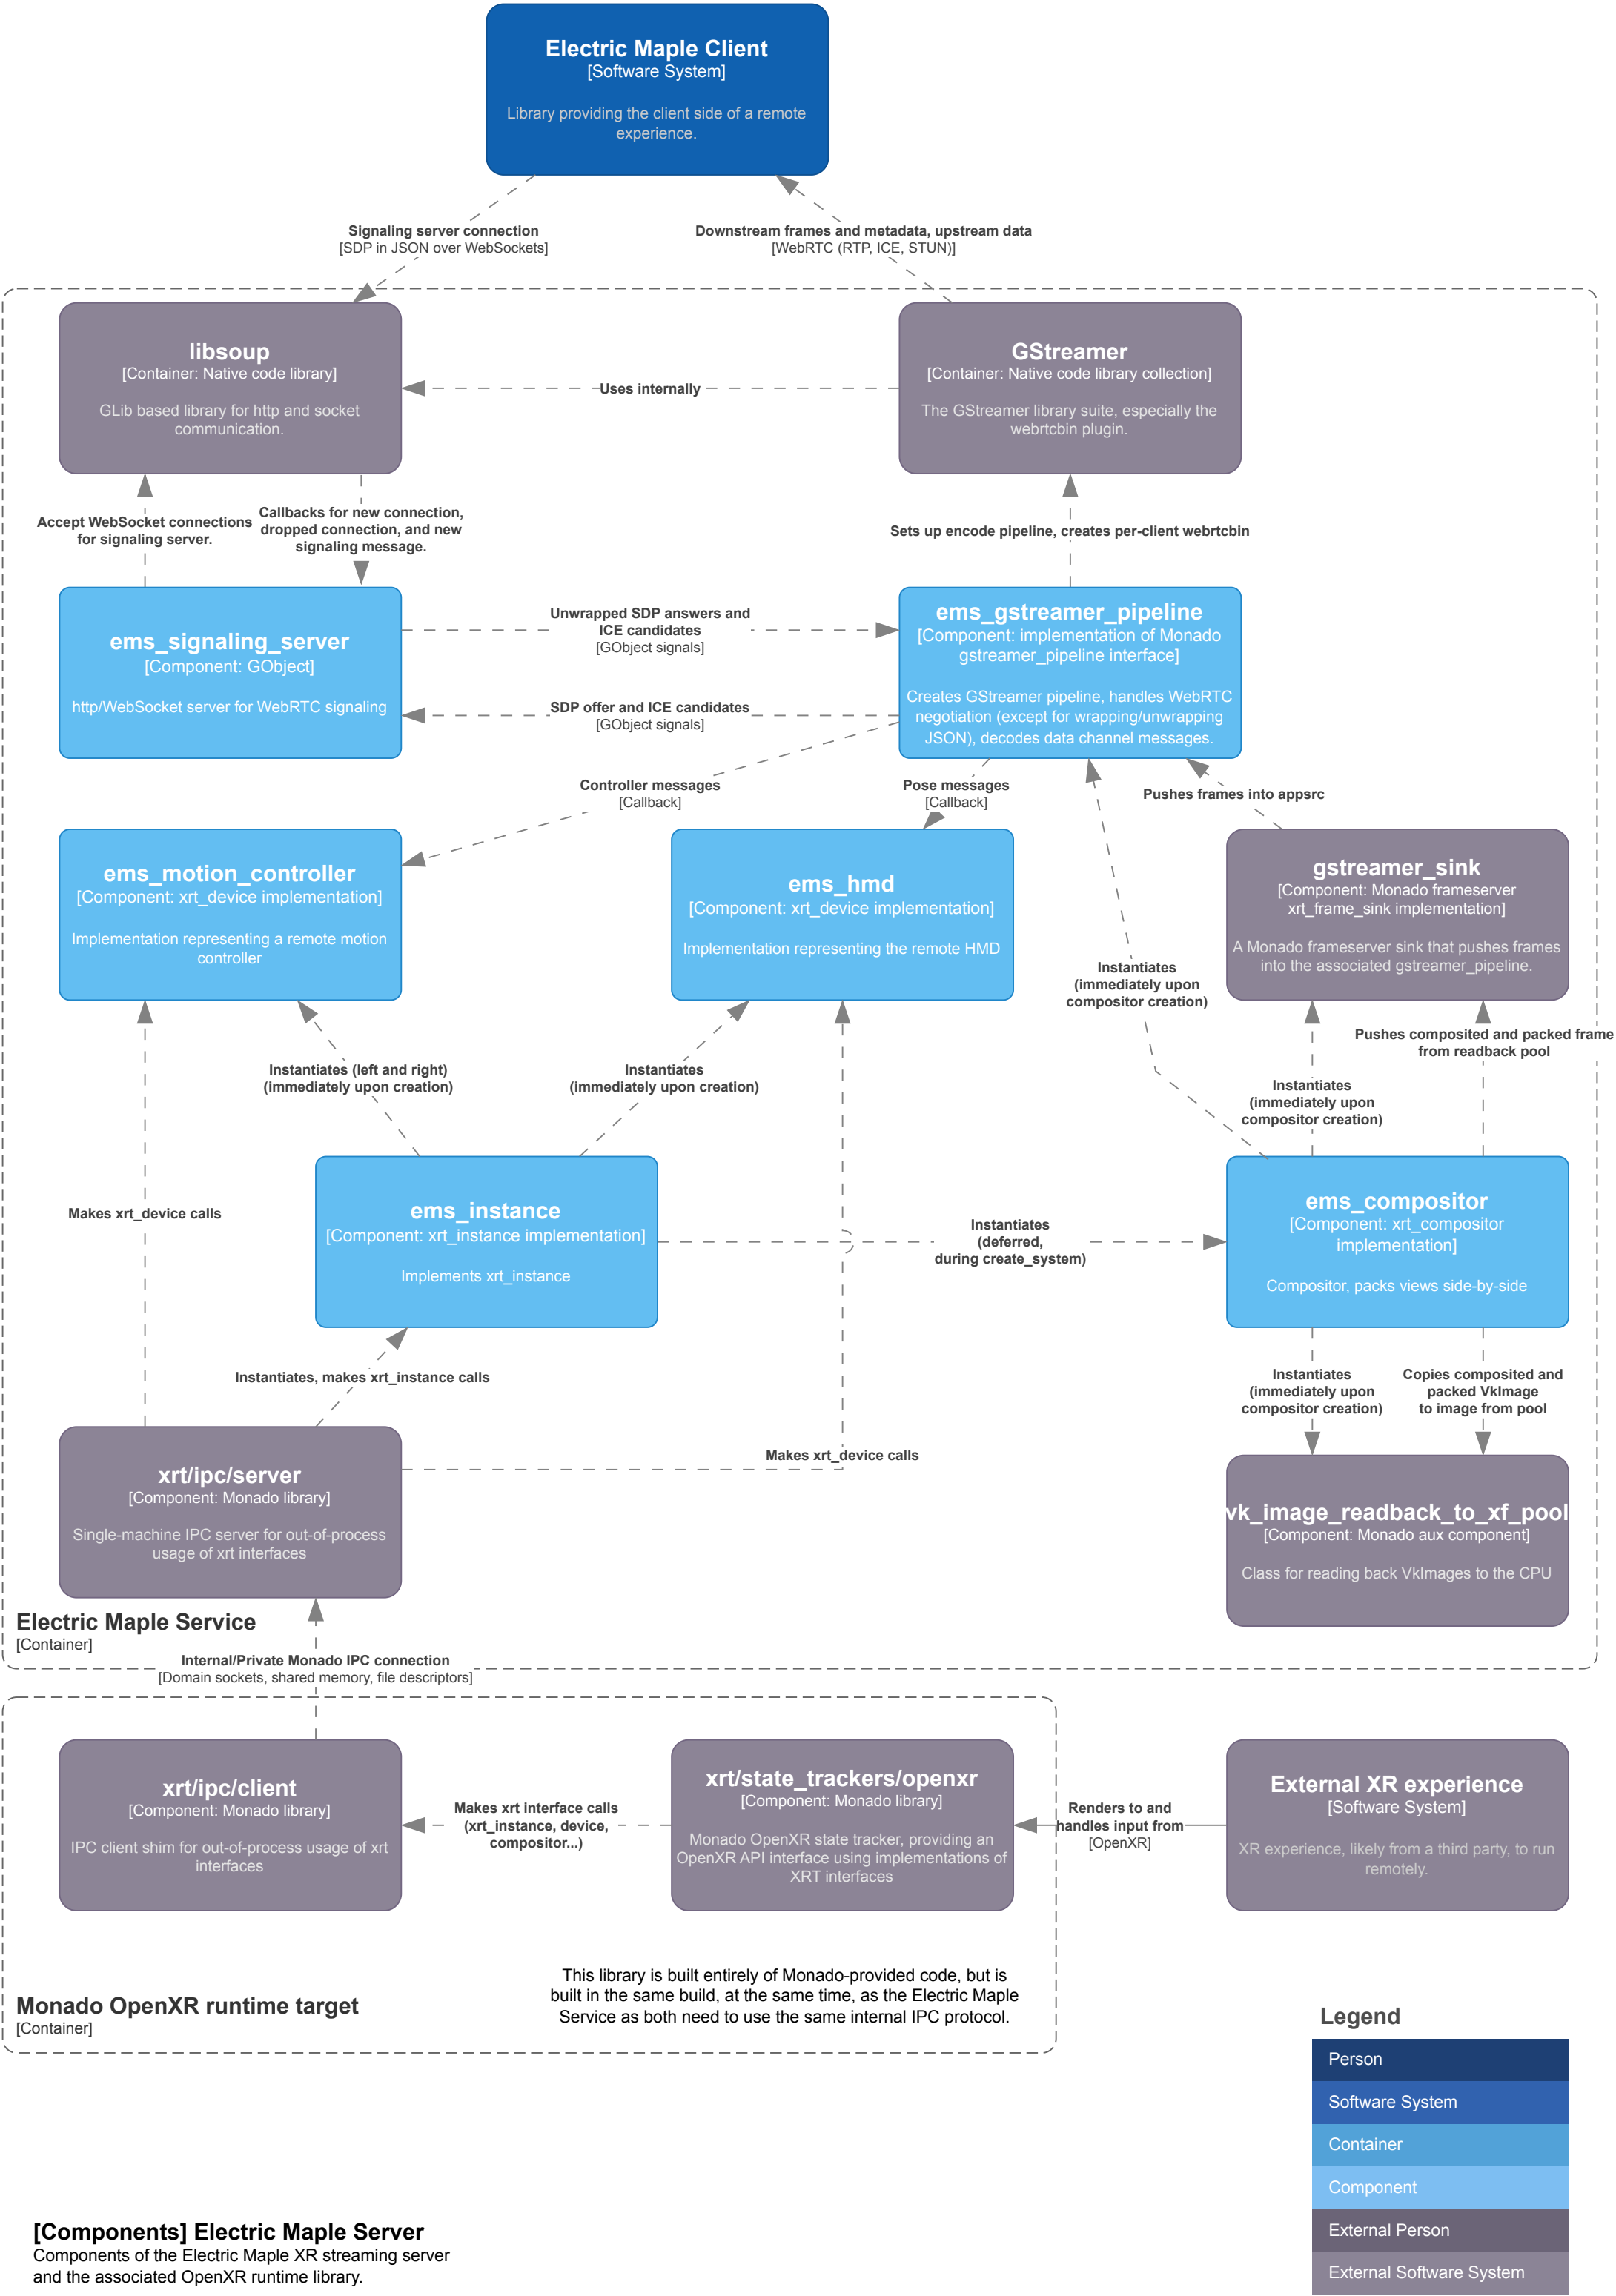 Electric Maple Client
[Software System]
Library providing the client side of a remote
experience.
Signaling server connection
[SDP in JSON over WebSockets]
Downstream frames and metadata, upstream data
[WebRTC (RTP, ICE, STUN)]
libsoup
[Container: Native code library]
GLib based library for http and socket
communication.
Uses internally
GStreamer
[Container: Native code library collection]
The GStreamer library suite, especially the
webrtcbin plugin.
Accept WebSocket connections
for signaling server.
Callbacks for new connection,
dropped connection, and new
signaling message.
Sets up encode pipeline, creates per-client webrtcbin
ems_signaling_server
[Component: GObject]
http/WebSocket server for WebRTC signaling
Unwrapped SDP answers and
ICE candidates
[GObject signals]
SDP offer and ICE candidates
[GObject signals]
ems_gstreamer_pipeline
[Component: implementation of Monado
gstreamer_pipeline interface]
Creates GStreamer pipeline, handles WebRTC
negotiation (except for wrapping/unwrapping
JSON), decodes data channel messages.
Controller messages
[Callback]
Pose messages
[Callback]
Pushes frames into appsrc
ems_motion_controller
[Component: xrt_device implementation]
Implementation representing a remote motion
controller
ems_hmd
[Component: xrt_device implementation]
Implementation representing the remote HMD
gstreamer_sink
[Component: Monado frameserver
xrt_frame_sink implementation]
A Monado frameserver sink that pushes frames
into the associated gstreamer_pipeline.
Instantiates
(immediately upon
compositor creation)
Pushes composited and packed frame
from readback pool
Instantiates (left and right)
(immediately upon creation)
Instantiates
(immediately upon creation)
Instantiates
(immediately upon
compositor creation)
Makes xrt_device calls
ems_instance
[Component: xrt_instance implementation]
Implements xrt_instance
Instantiates
(deferred,
during create_system)
ems_compositor
[Component: xrt_compositor
implementation]
Compositor, packs views side-by-side
Instantiates, makes xrt_instance calls
Instantiates
(immediately upon
compositor creation)
Copies composited and
packed VkImage
to image from pool
Makes xrt_device calls
xrt/ipc/server
[Component: Monado library]
Single-machine IPC server for out-of-process
usage of xrt interfaces
vk_image_readback_to_xf_pool
[Component: Monado aux component]
Class for reading back VkImages to the CPU
Electric Maple Service
[Container]
Internal/Private Monado IPC connection
[Domain sockets, shared memory, file descriptors]
xrt/ipc/client
[Component: Monado library]
IPC client shim for out-of-process usage of xrt
interfaces
Makes xrt interface calls
(xrt_instance, device,
compositor...)
xrt/state_trackers/openxr
[Component: Monado library]
Monado OpenXR state tracker, providing an
OpenXR API interface using implementations of
XRT interfaces
Renders to and
handles input from
[OpenXR]
External XR experience
[Software System]
XR experience, likely from a third party, to run
remotely.
This library is built entirely of Monado-provided code, but is
built in the same build, at the same time, as the Electric Maple
Service as both need to use the same internal IPC protocol.
Monado OpenXR runtime target
[Container]
Legend
Person
Software System
Container
Component
External Person
External Software System
[Components] Electric Maple Server
Components of the Electric Maple XR streaming server
and the associated OpenXR runtime library.